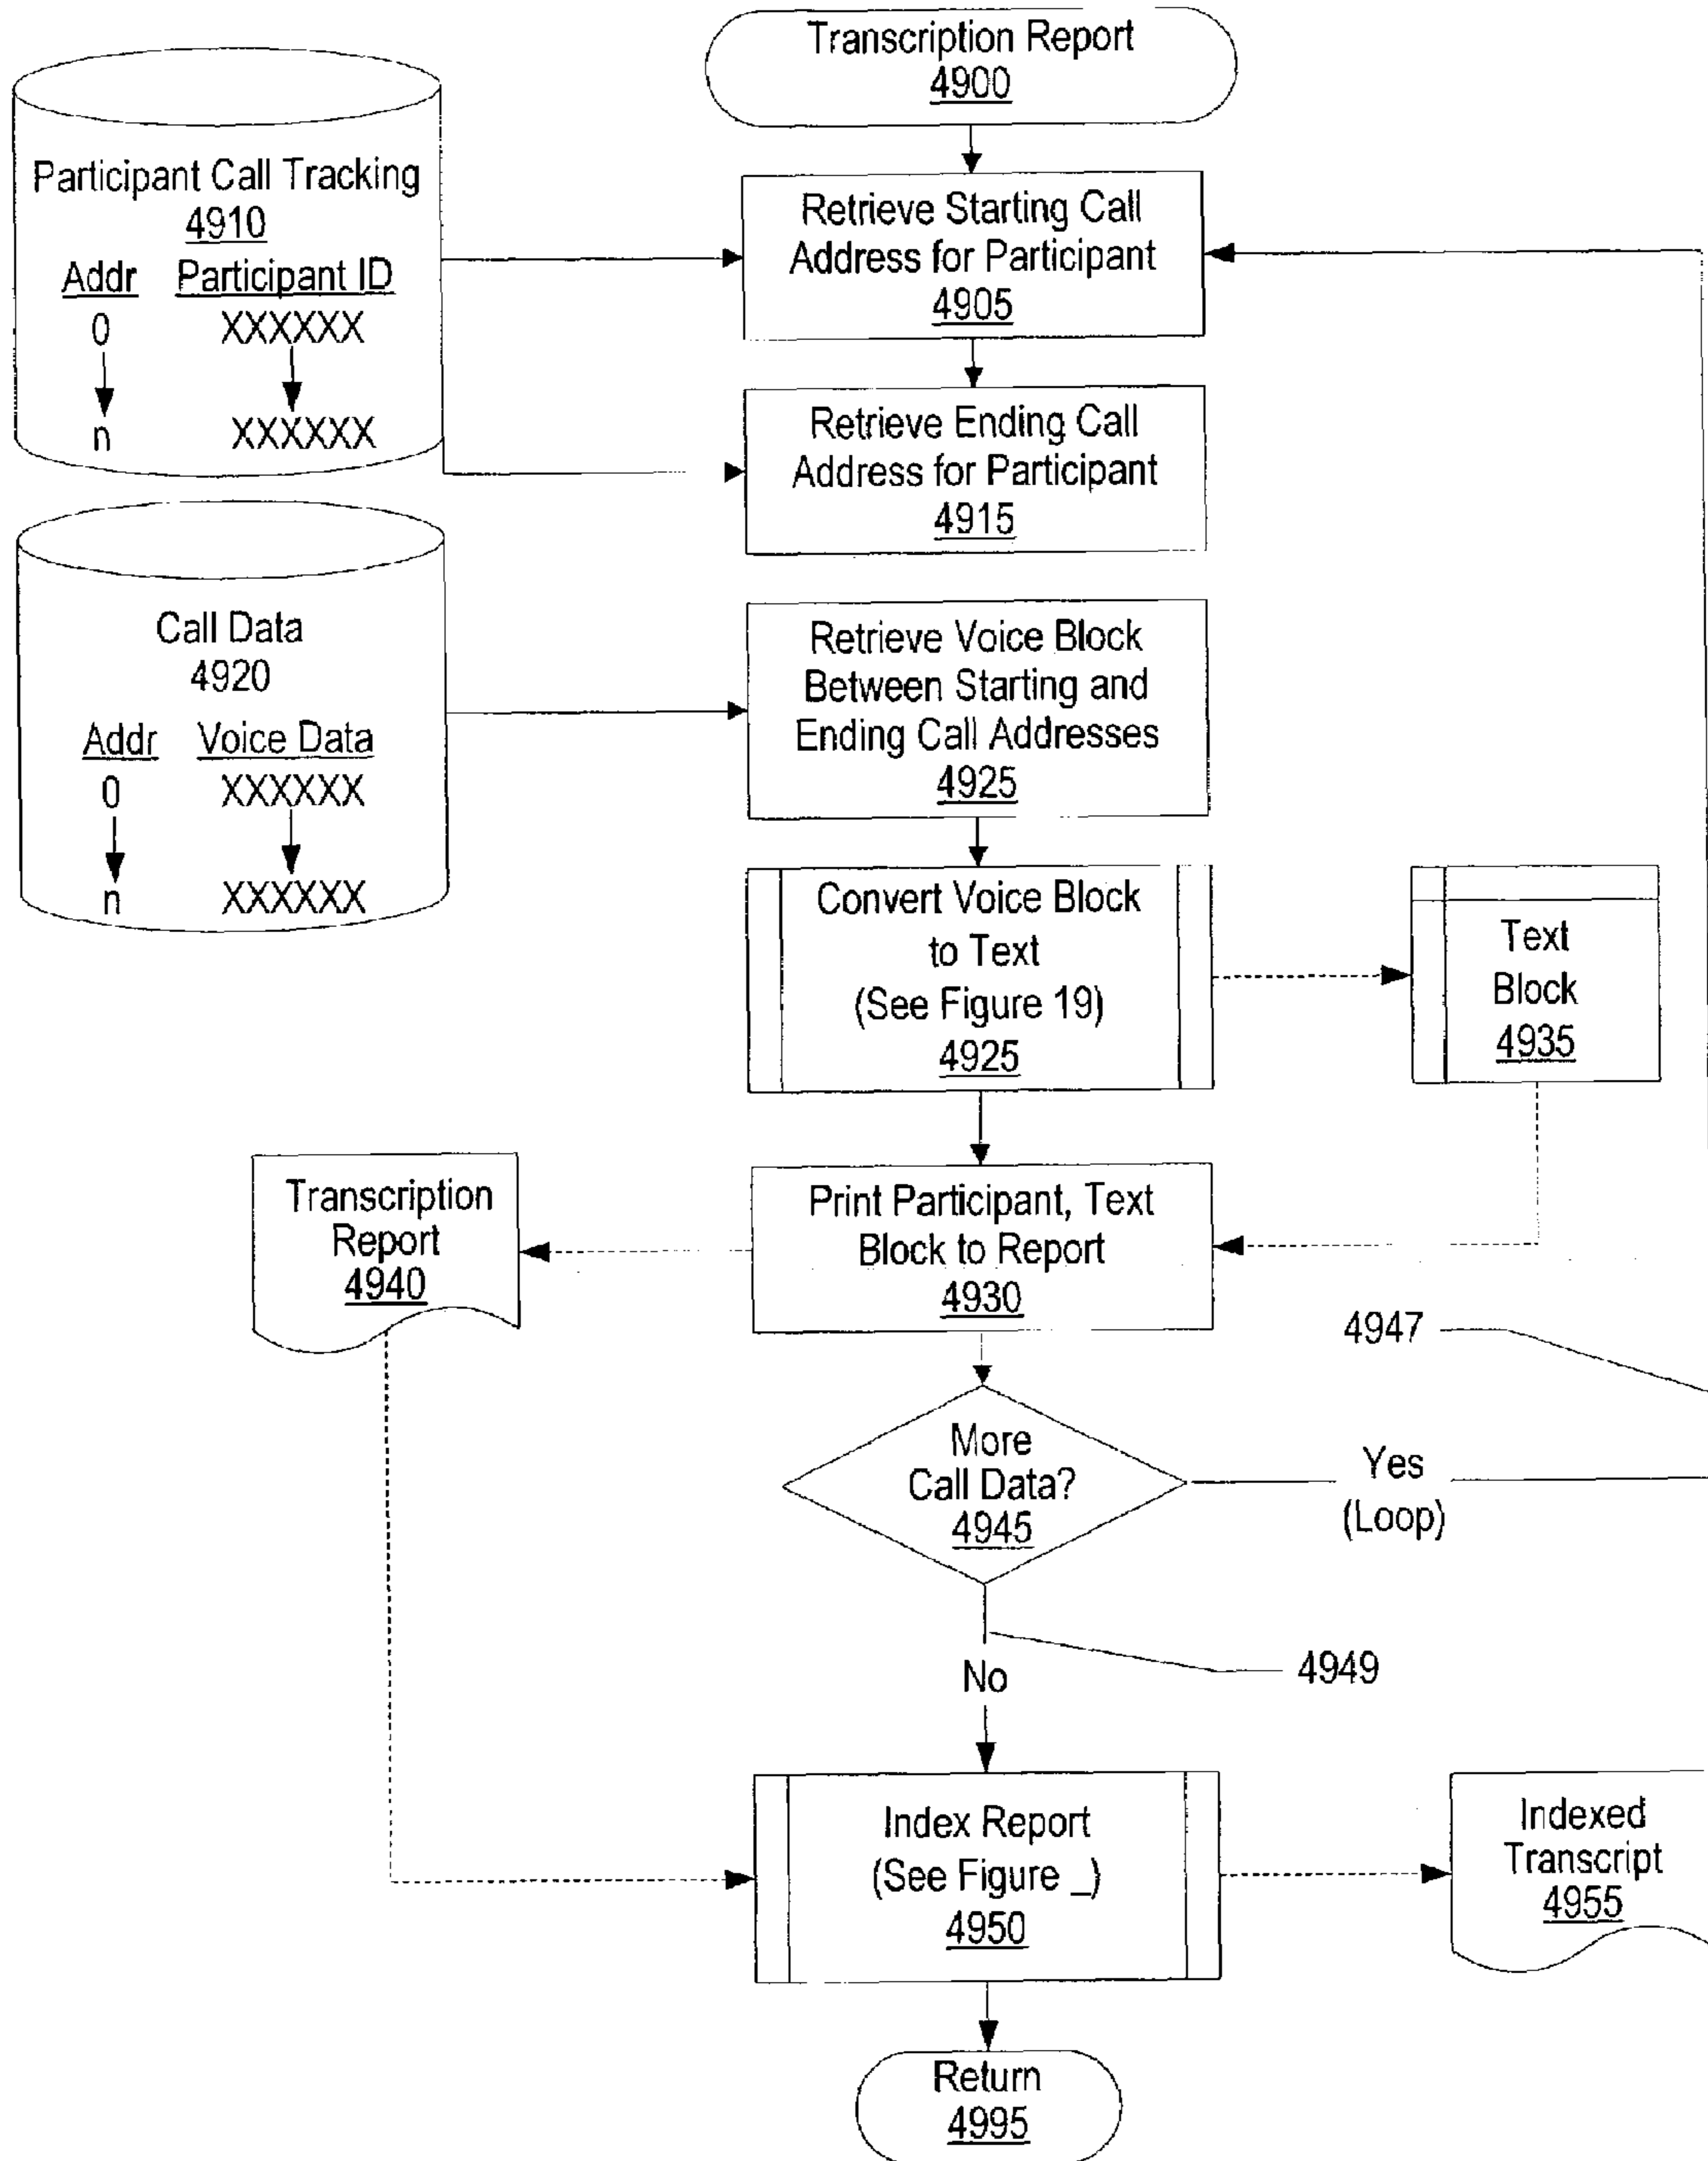 Transcription Report
4900
Participant Call Tracking
4910
Addr Participant ID
0 XXXXXX
n XXXXXX
Retrieve Starting Call
Address for Participant
4905
Retrieve Ending Call
Address for Participant
4915
Call Data
4920
Addr Voice Data
0 XXXXXX
n XXXXXX
Retrieve Voice Block
Between Starting and
Ending Call Addresses
4925
Convert Voice Block
to Text
(See Figure 19)
4925
Text
Block
4935
Transcription
Report
4940
Print Participant, Text
Block to Report
4930
4947
More
Call Data?
4945
Yes
(Loop)
No
4949
Index Report
(See Figure _)
4950
Indexed
Transcript
4955
Return
4995